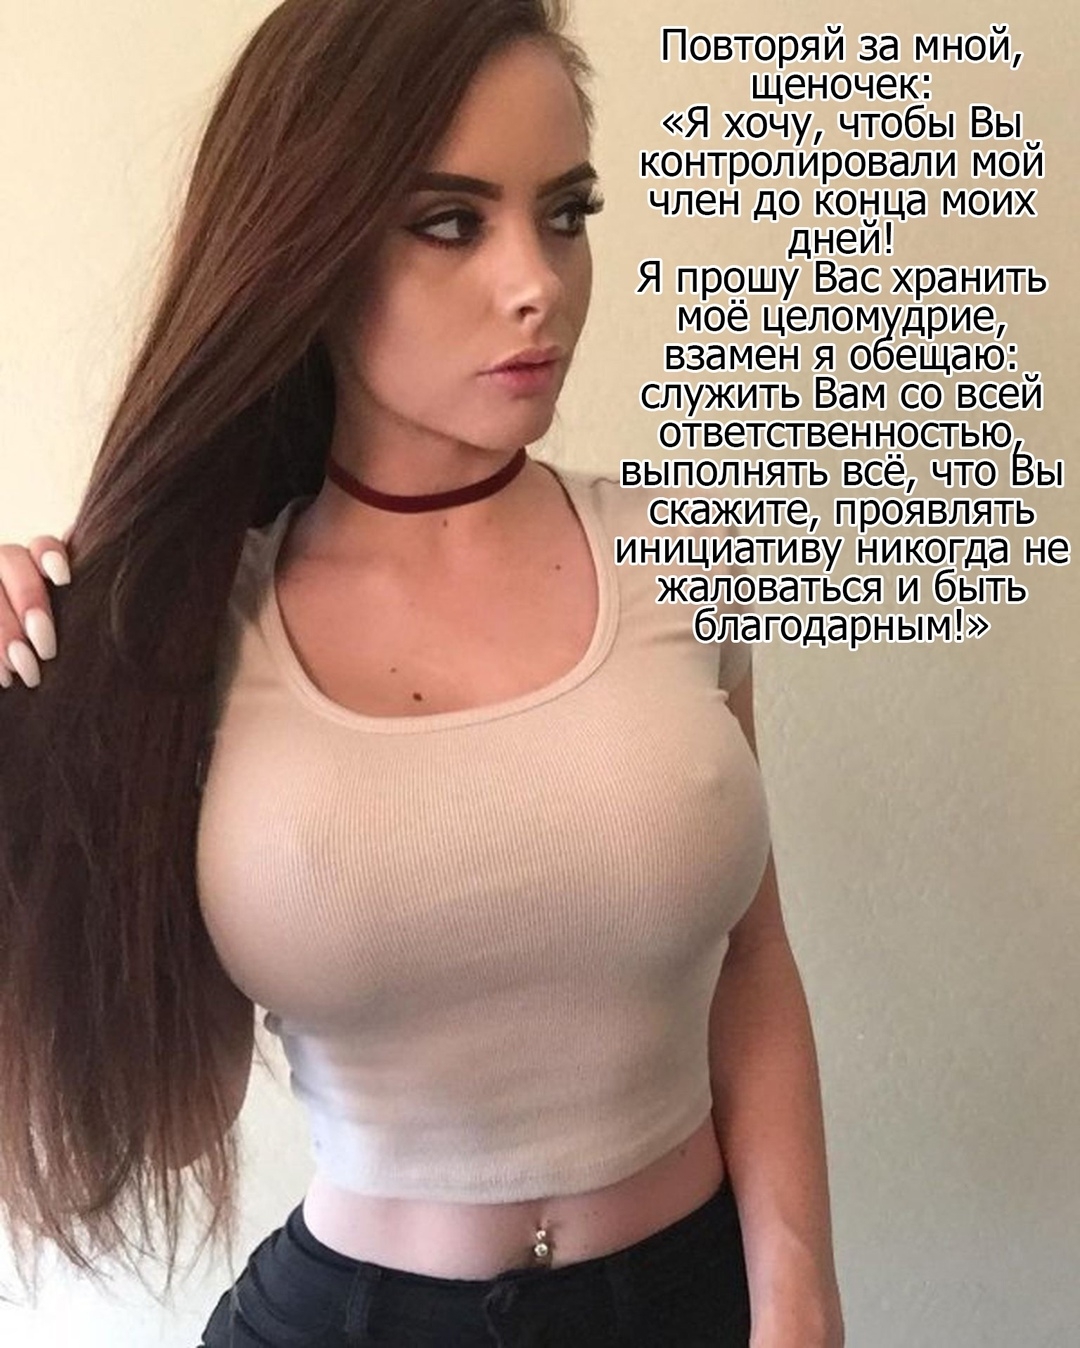 Повторяй за мной,
щеночек:
«Я хочу, чтобы Вы
контролировали мой
член до конца моих
дней!
Я прошу Вас хранить
моё целомудрие,
взамен я обещаю:
служить Вам со всей
ответственностью,
выполнять всё, что Вы
скажите, проявлять
инициативу никогда не
жаловаться и быть
благодарным!»